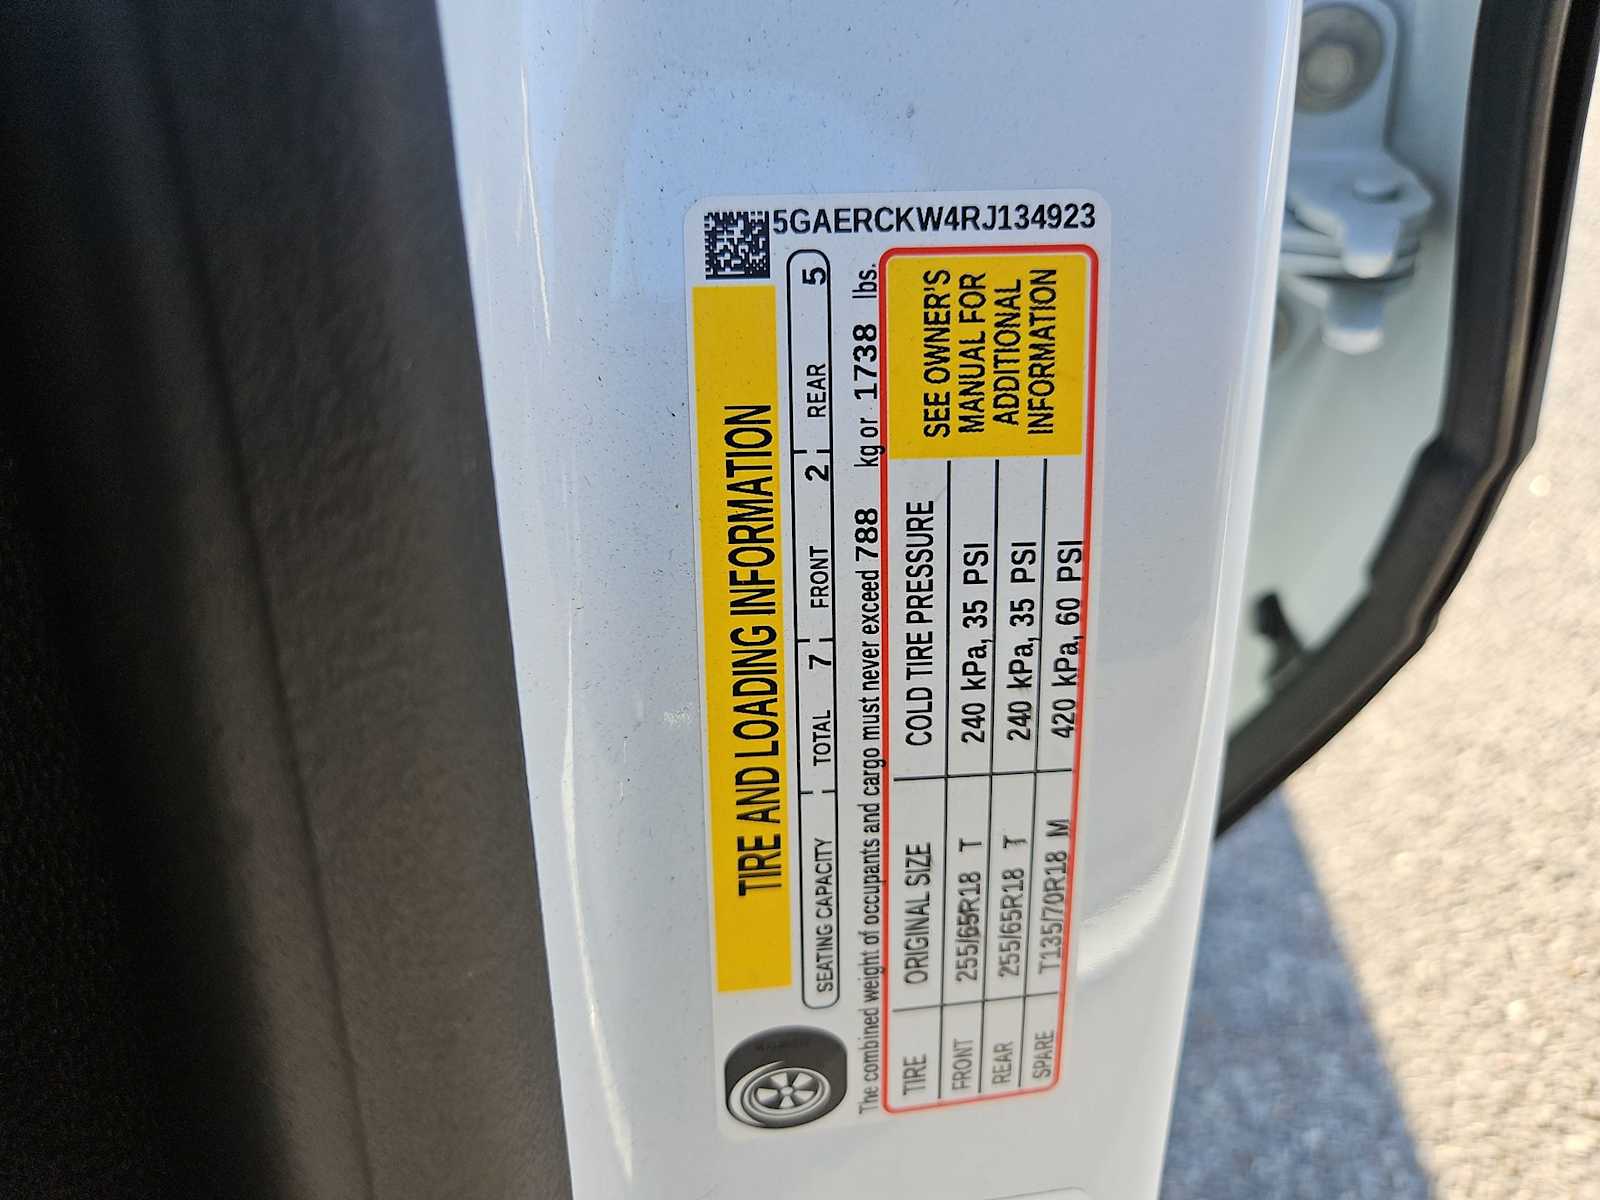 5GAERCKW4RJ134923
TIRE AND LOADING INFORMATION
SEATING CAPACITY TOTAL 7 FRONT 2 REAR 5
The combined weight of occupants and cargo must never exceed 788 kg or 1738 lbs.
TIRE ORIGINAL SIZE COLD TIRE PRESSURE
FRONT 255/65R18 T 240 kPa, 35 PSI
REAR 255/65R18 T 240 kPa, 35 PSI
SPARE T135/70R18 M 420 kPa, 60 PSI
SEE OWNER'S
MANUAL FOR
ADDITIONAL
INFORMATION